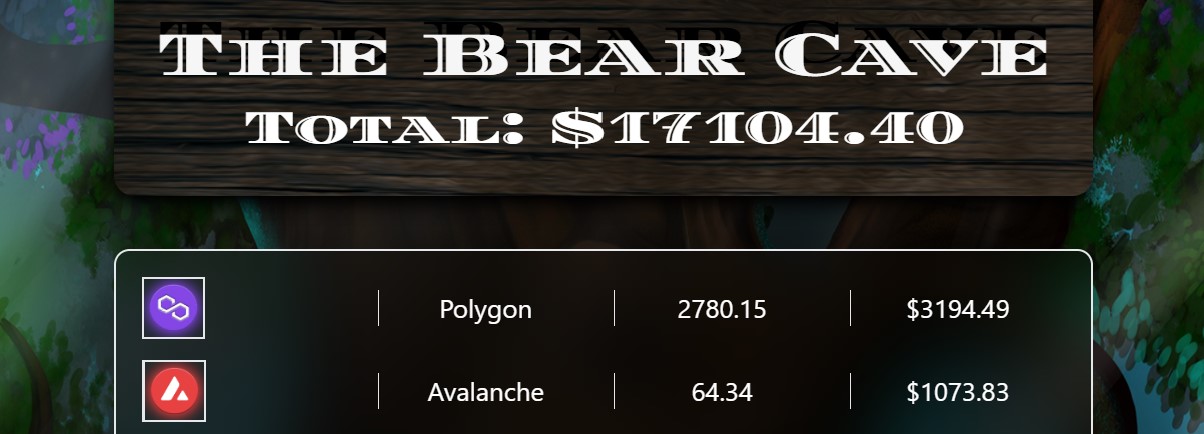 The Bear Cave
Total: $17104.40
Polygon 2780.15 $3194.49
Avalanche 64.34 $1073.83